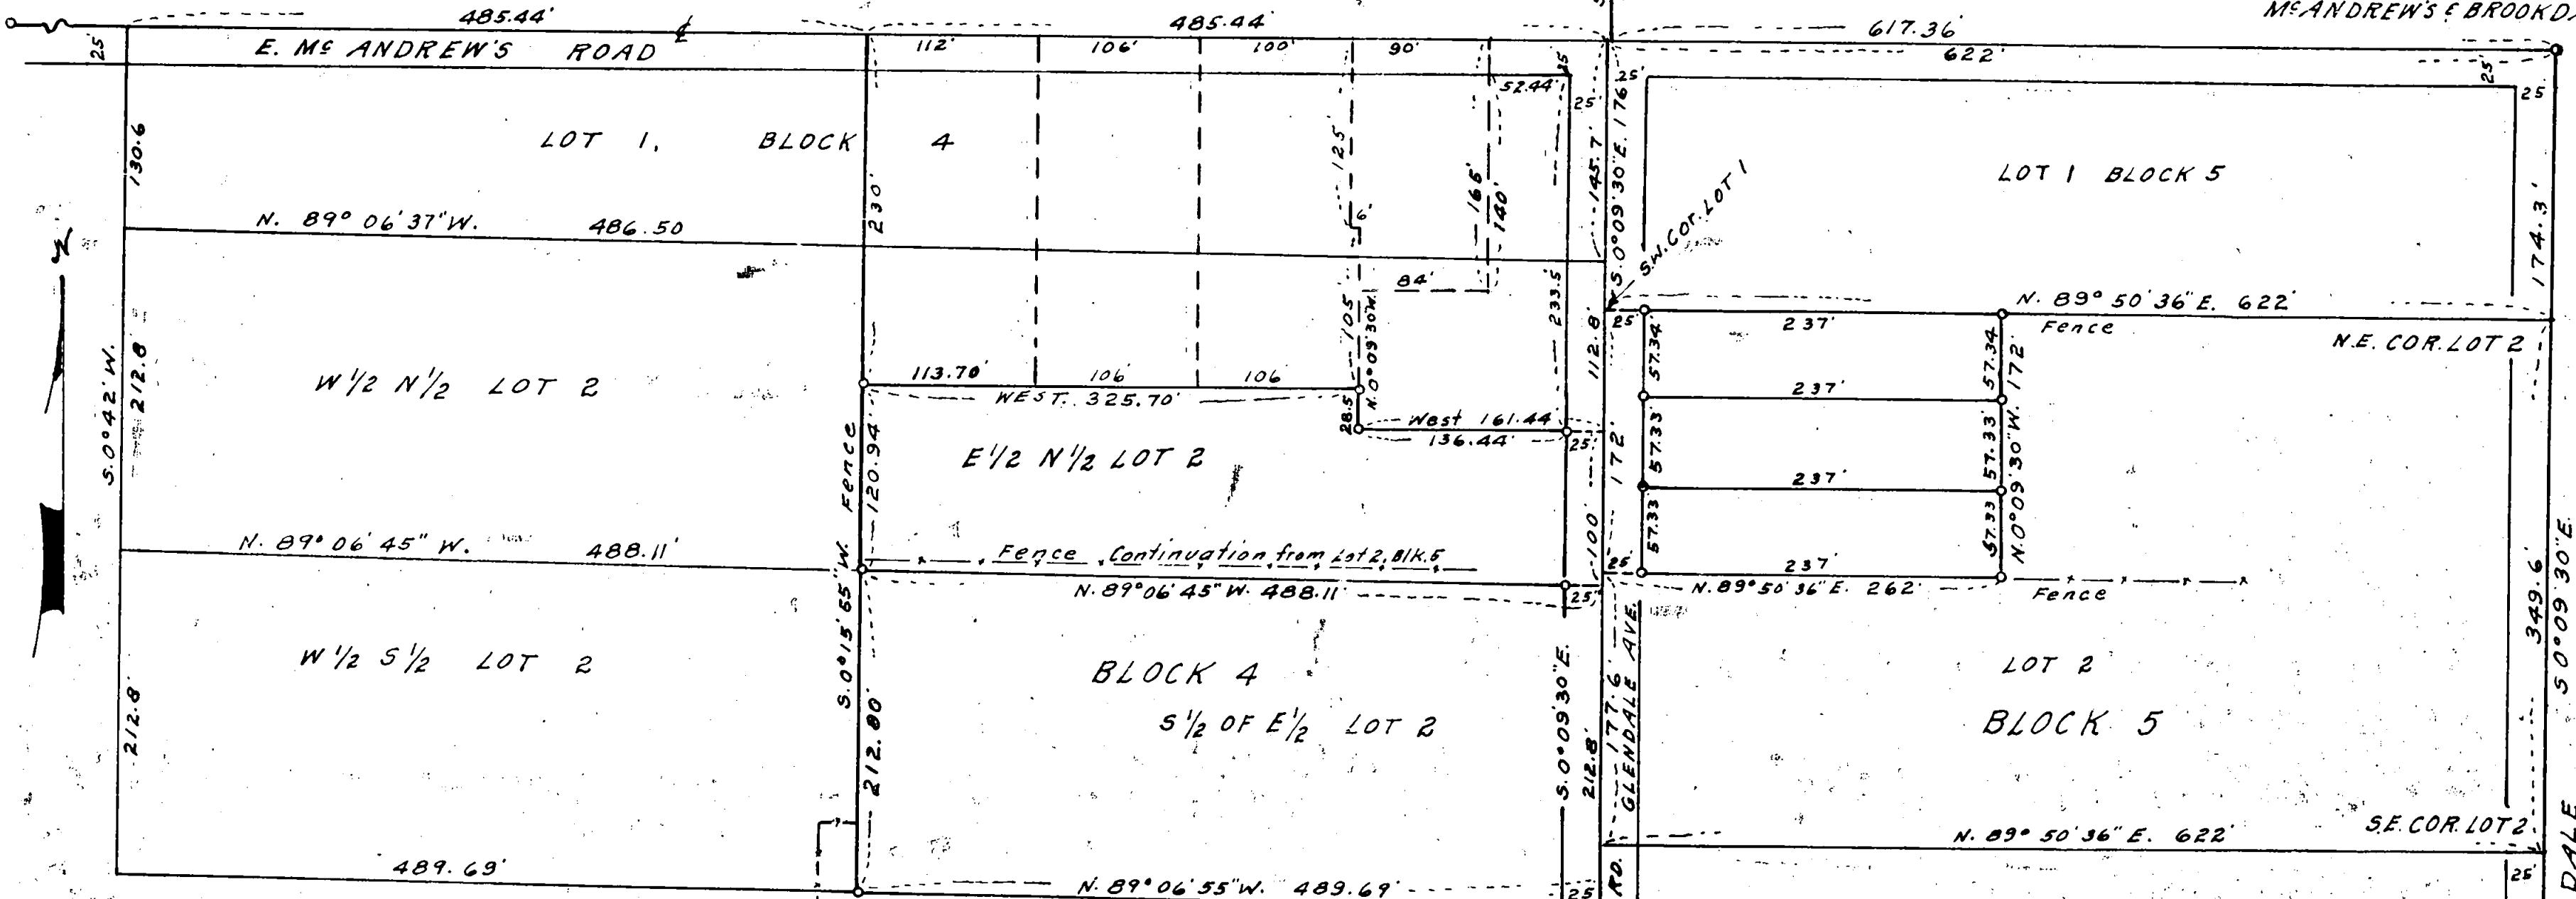 485.44'
485.44'
617.36'
McANDREW'S & BROOKD
622'
25'
E. Mc ANDREW'S ROAD
℄
112'
106'
100'
90'
25
52.44'
25'
25'
25'
25'
130.6
LOT 1, BLOCK 4
230'
125'
6'
165'
140'
145.7'
S.0°09'30"E. 176'
S.W. Cor. LOT 1
LOT 1 BLOCK 5
174.3'
N. 89° 06' 37" W. 486.50
Z
84'
105'
N.0°09'30"W.
233.5
112.8'
N. 89° 50' 36" E. 622'
Fence
N.E. COR. LOT 2
25'
237'
57.34'
57.34'
S.0°42' W.
212.8'
W 1/2 N 1/2 LOT 2
113.70'
106'
106'
WEST. 325.70'
28.5'
West 161.44'
136.44'
25'
237'
57.33'
57.33'
N.0°09'30"W. 172'
172'
Fence
120.94'
E 1/2 N 1/2 LOT 2
237'
57.33'
57.33'
100'
N. 89° 06' 45" W. 488.11'
Fence Continuation from Lot 2, Blk. 5
N. 89° 06' 45" W. 488.11'
25'
25'
237'
N. 89° 50' 36" E. 262'
Fence
S.0°15'55"W.
W 1/2 S 1/2 LOT 2
212.8'
212.80'
BLOCK 4
S 1/2 OF E 1/2 LOT 2
S.0°09'30"E.
212.8'
177.6'
GLENDALE AVE.
RD.
LOT 2
BLOCK 5
349.6'
S 0°09'30"E.
DALE
N. 89° 50' 36" E. 622'
S.E. COR. LOT 2
25'
489.69'
N. 89° 06' 55" W. 489.69'
25'